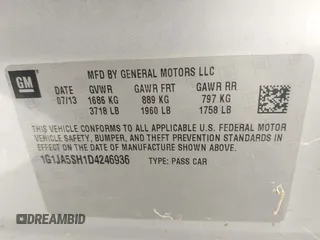 GM
MFD BY GENERAL MOTORS LLC
DATE GVWR GAWR FRT GAWR RR
07/13 1686 KG 889 KG 797 KG
3718 LB 1960 LB 1758 LB
THIS VEHICLE CONFORMS TO ALL APPLICABLE U.S. FEDERAL MOTOR
VEHICLE SAFETY, BUMPER, AND THEFT PREVENTION STANDARDS IN
EFFECT ON THE DATE OF MANUFACTURE SHOWN ABOVE.
1G1JA5SH1D4246936 TYPE: PASS CAR
DREAMBID